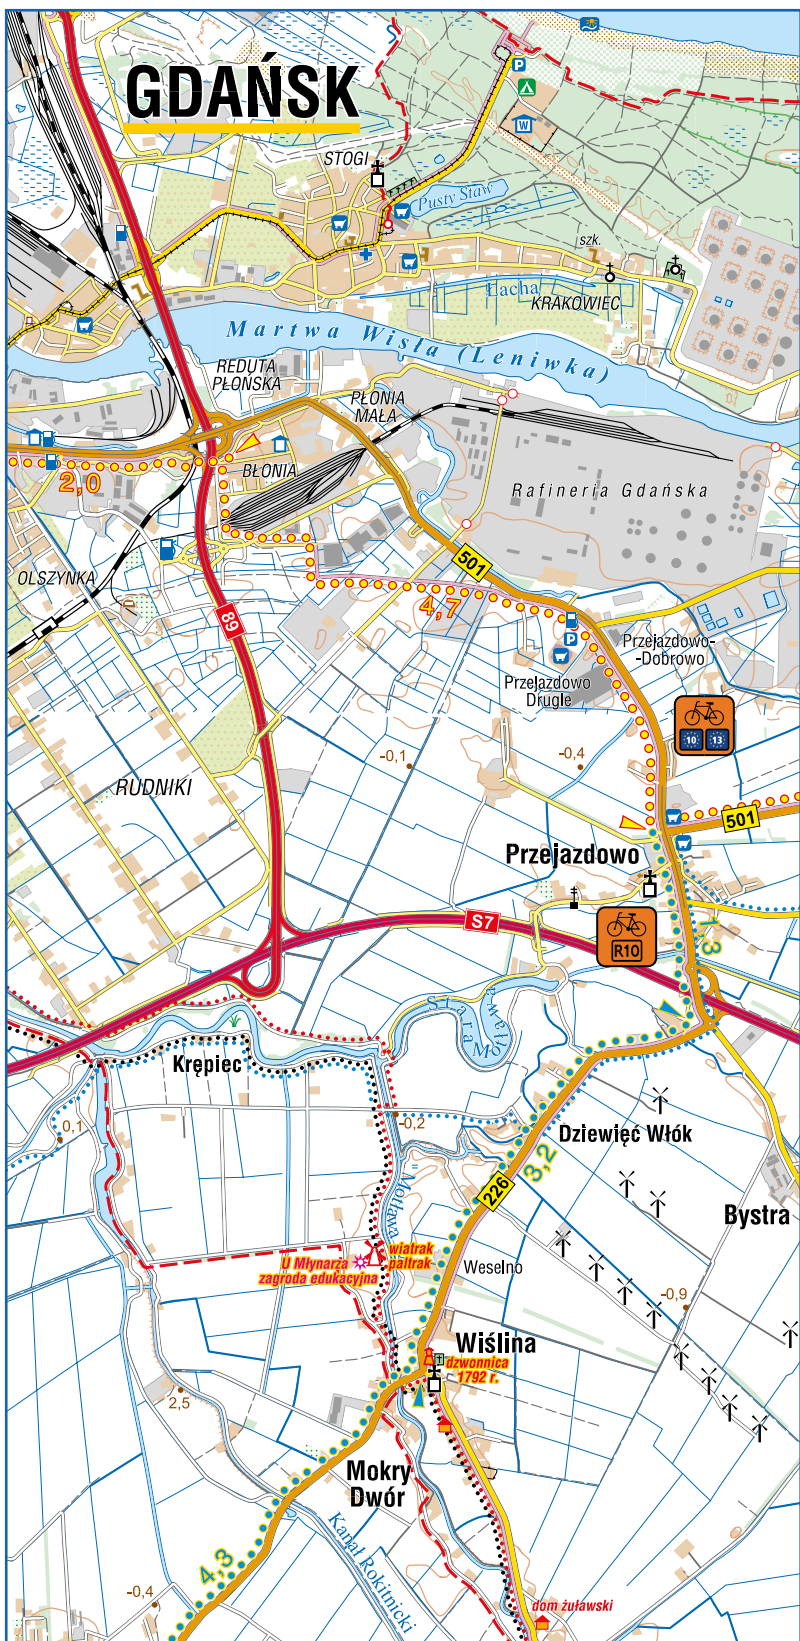 GDAŃSK
P
W
STOGI
Pusty Staw
szk.
Łacha
KRAKOWIEC
Martwa Wisła (Leniwka)
REDUTA
PŁOŃSKA
PŁONIA
MAŁA
BŁONIA
2,0
Rafineria Gdańska
OLSZYNKA
501
4,7
89
P
Przejazdowo-
-Dobrowo
Przejazdowo
Drugie
10 13
-0,1
-0,4
RUDNIKI
501
Przejazdowo
S7
R10
1,3
Stara Motława
Krępiec
0,1
-0,2
Dziewięć Włók
3,2
226
Motława
Bystra
wiatrak
paltrak
U Młynarza
zagroda edukacyjna
Weselno
-0,9
Wiślina
dzwonnica
1792 r.
2,5
Mokry
Dwór
Kanał Rokitnicki
4,3
-0,4
dom żuławski